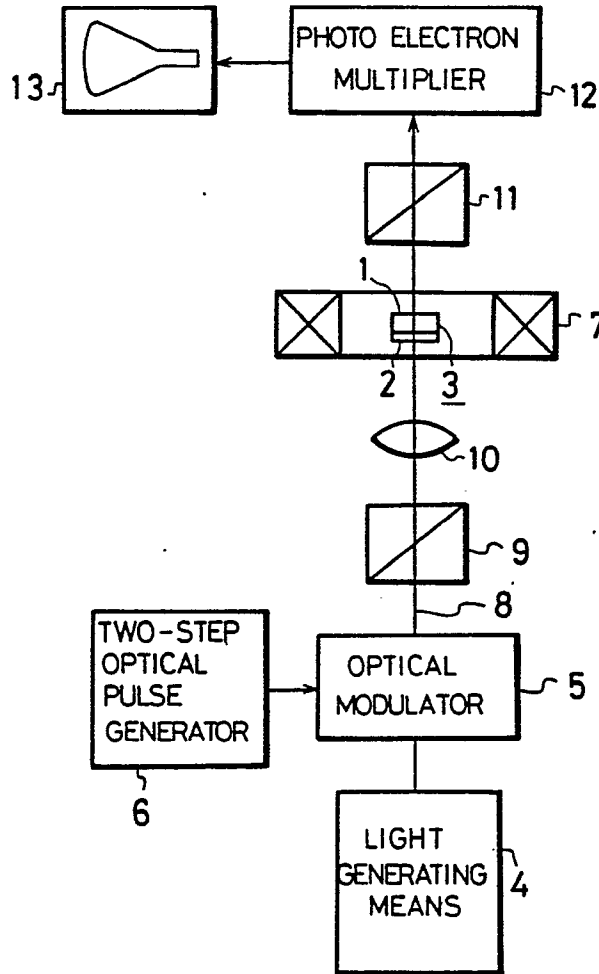 PHOTO ELECTRON
MULTIPLIER
13
12
11
1
7
2
3
10
9
8
TWO-STEP
OPTICAL
PULSE
GENERATOR
OPTICAL
MODULATOR
5
6
LIGHT
GENERATING
MEANS
4